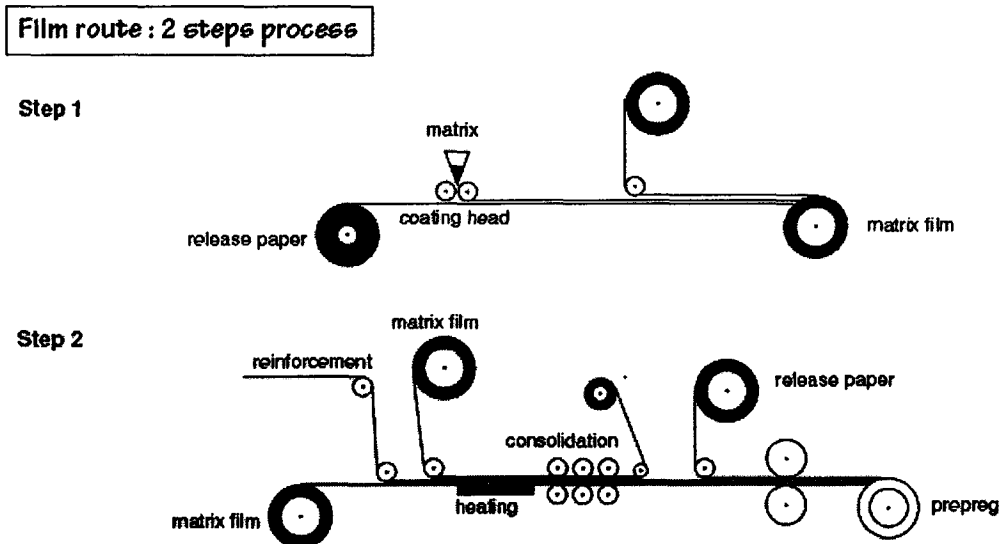 Film route : 2 steps process
Step 1
matrix
coating head
release paper
matrix film
Step 2
matrix film
reinforcement
release paper
consolidation
heating
matrix film
prepreg